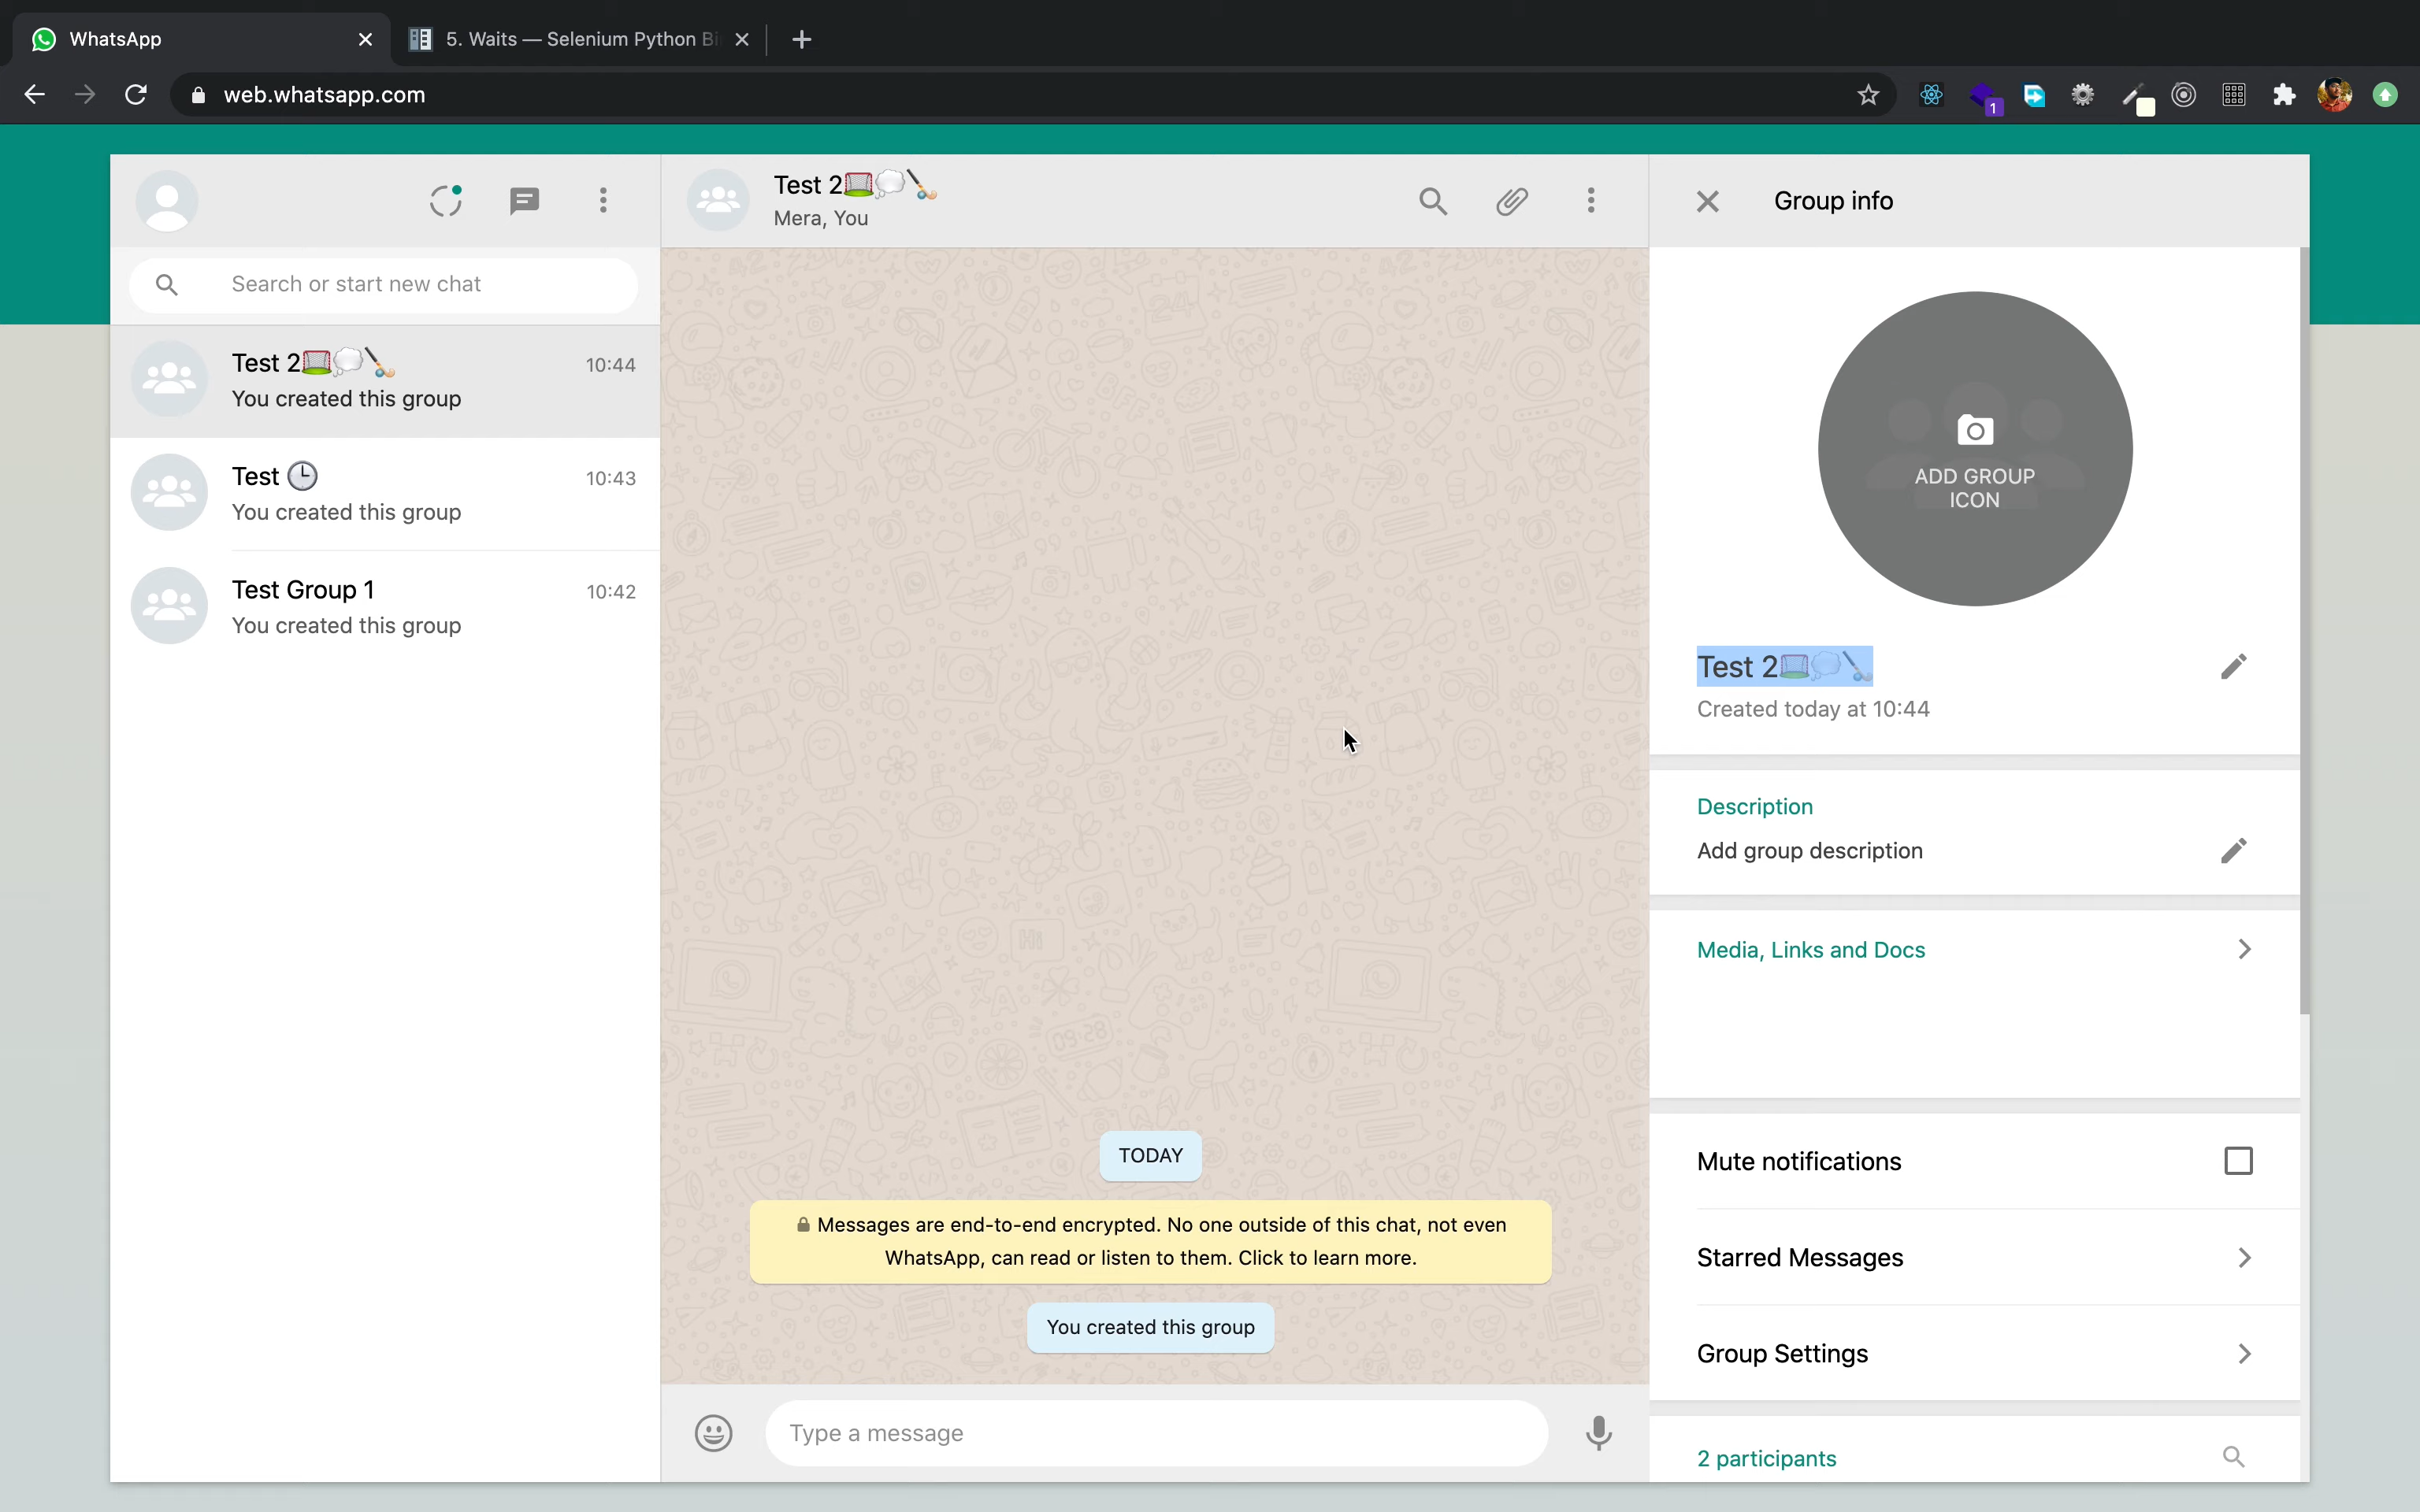 WhatsApp
5. Waits — Selenium Python Bi
web.whatsapp.com
1
Search or start new chat
Test 2🥅💭🏑 10:44
You created this group
Test 🕒 10:43
You created this group
Test Group 1 10:42
You created this group
Test 2🥅💭🏑
Mera, You
TODAY
Messages are end-to-end encrypted. No one outside of this chat, not even
WhatsApp, can read or listen to them. Click to learn more.
You created this group
Type a message
Group info
ADD GROUP
ICON
Test 2🥅💭🏑
Created today at 10:44
Description
Add group description
Media, Links and Docs
Mute notifications
Starred Messages
Group Settings
2 participants